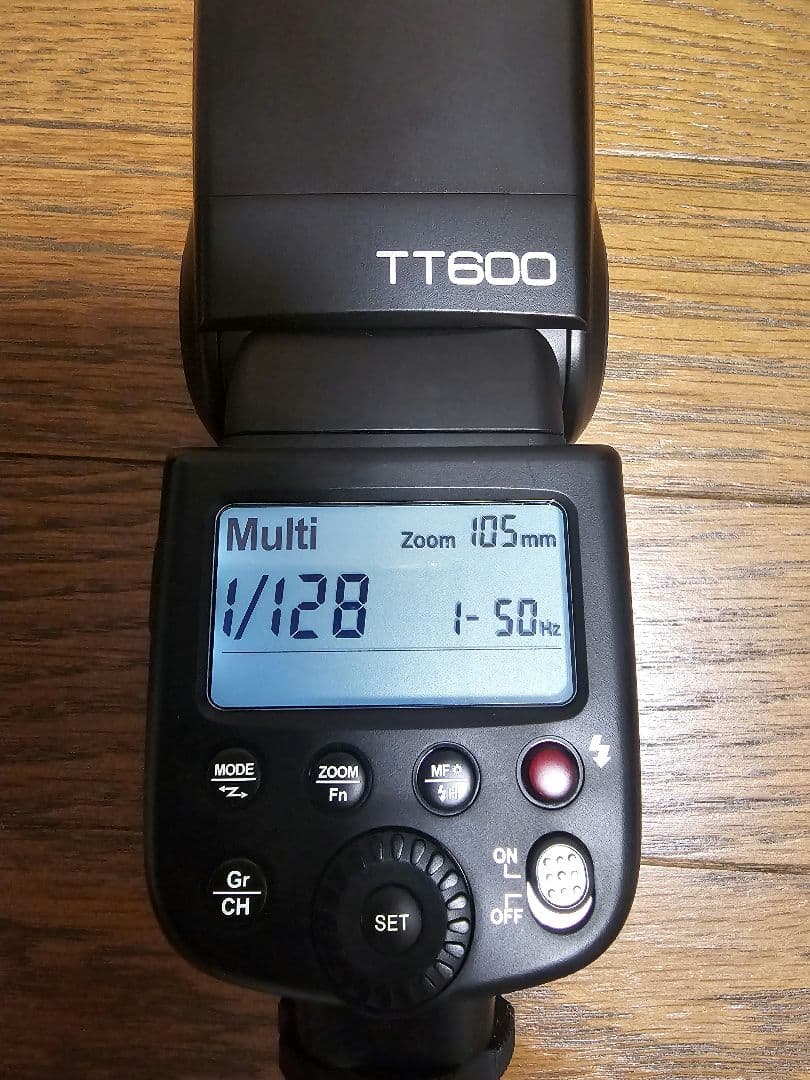 TT600
Multi Zoom 105mm
1/128 1- 50Hz
MODE
ZOOM
Fn
MF
H
Gr
CH
SET
ON
OFF